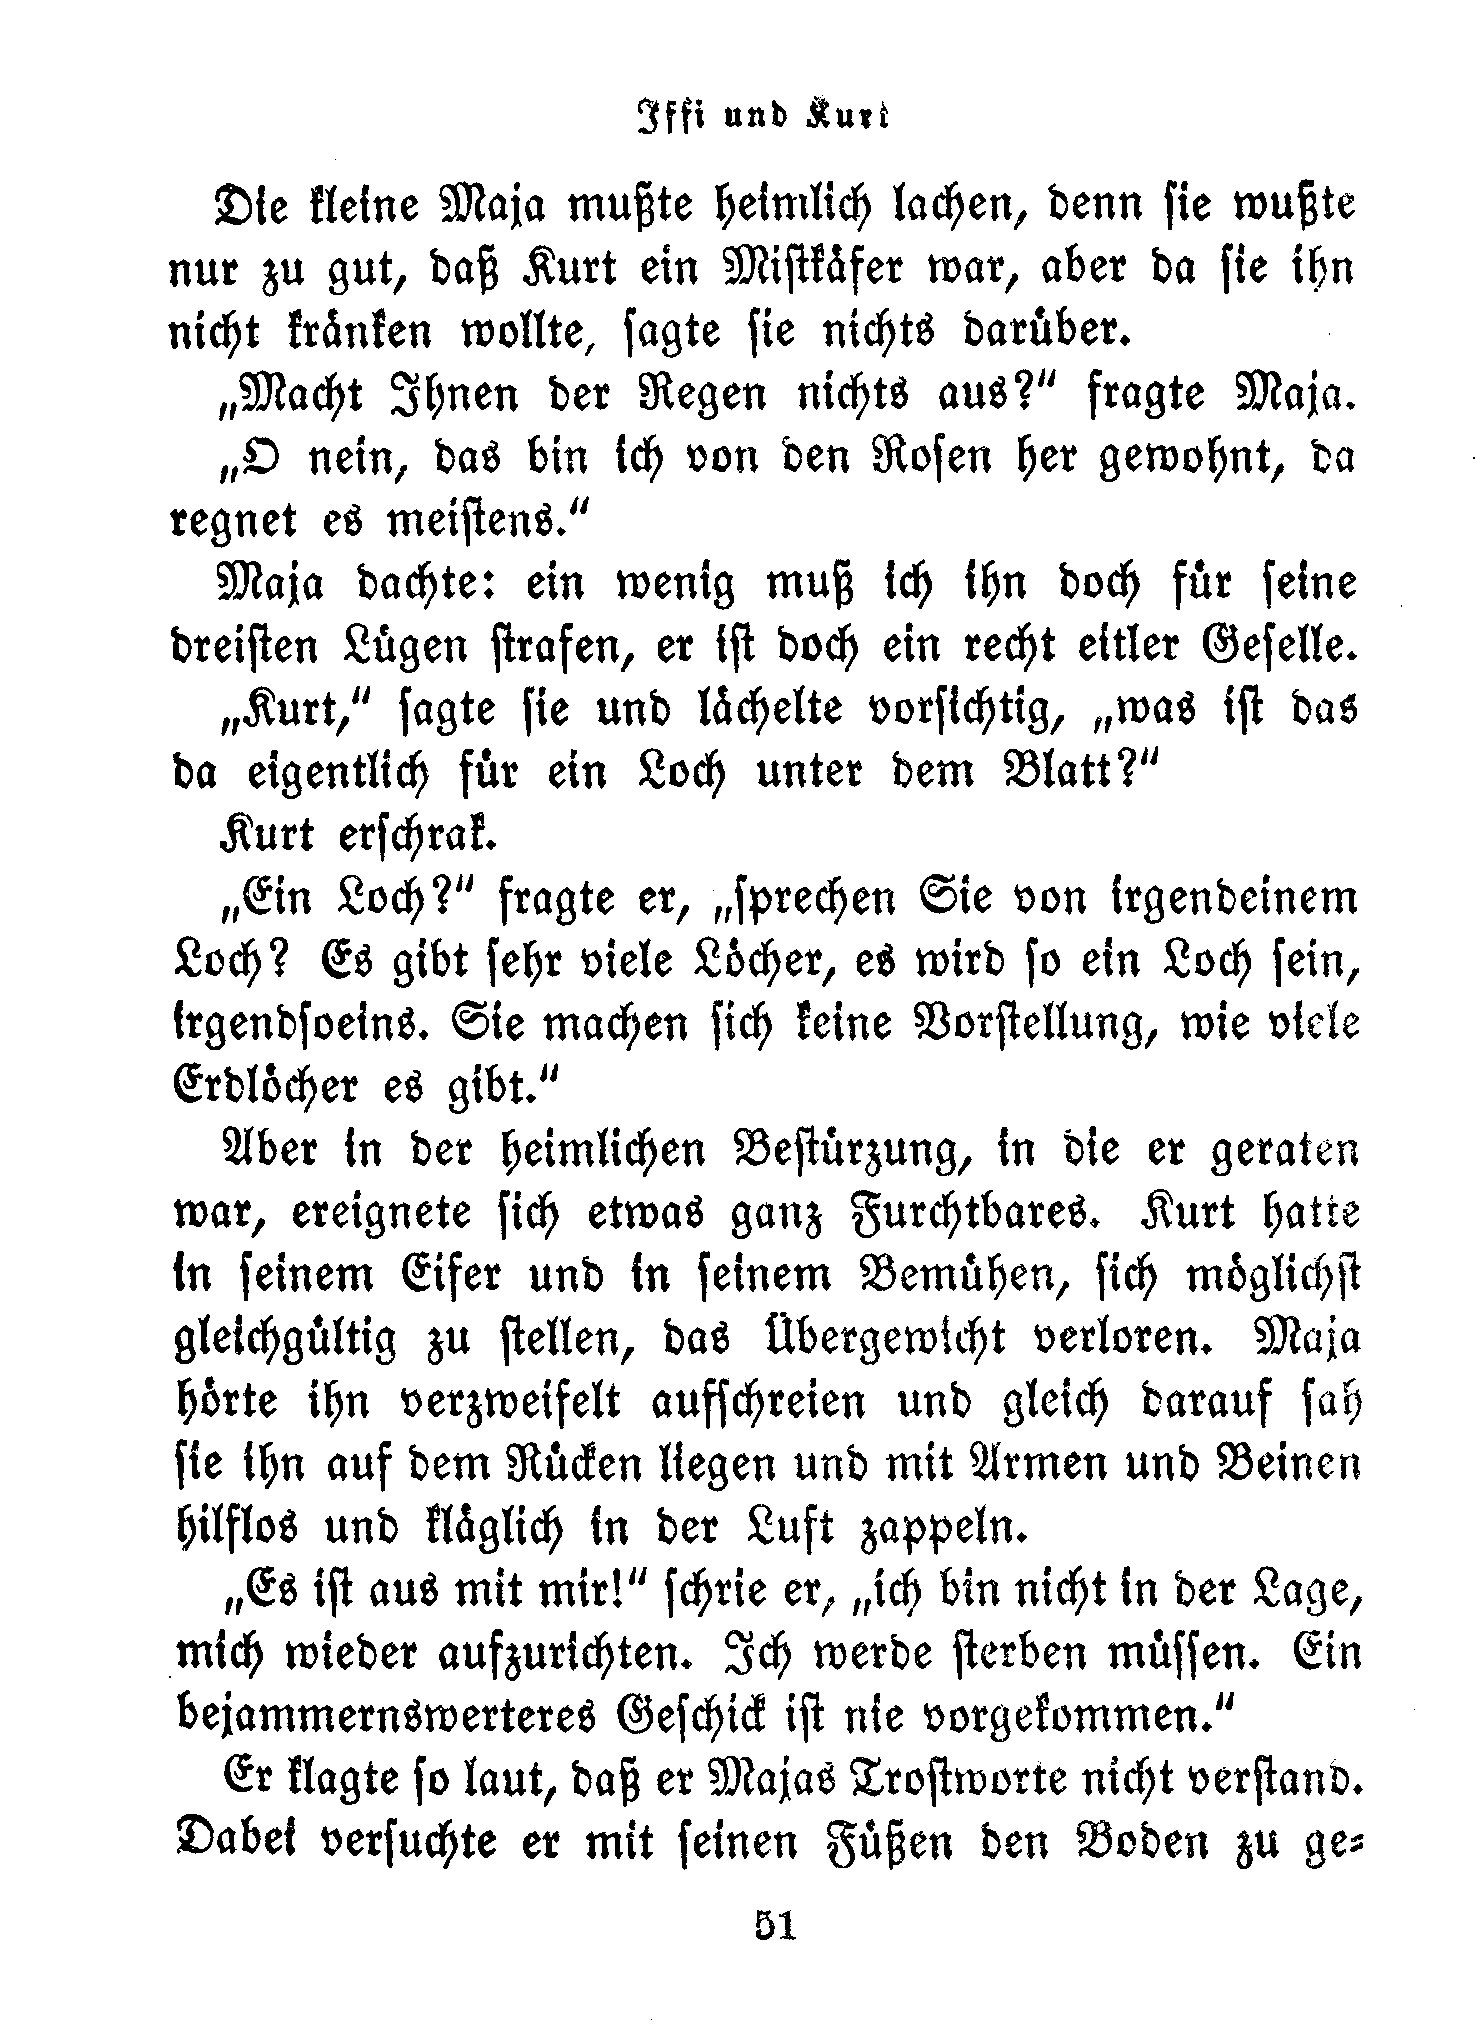 Iffi und Kurt
Die kleine Maja mußte heimlich lachen, denn sie wußte
nur zu gut, daß Kurt ein Mistkäfer war, aber da sie ihn
nicht kränken wollte, sagte sie nichts darüber.
„Macht Ihnen der Regen nichts aus?“ fragte Maja.
„O nein, das bin ich von den Rosen her gewohnt, da
regnet es meistens.“
Maja dachte: ein wenig muß ich ihn doch für seine
dreisten Lügen strafen, er ist doch ein recht eitler Geselle.
„Kurt,“ sagte sie und lächelte vorsichtig, „was ist das
da eigentlich für ein Loch unter dem Blatt?“
Kurt erschrak.
„Ein Loch?“ fragte er, „sprechen Sie von irgendeinem
Loch? Es gibt sehr viele Löcher, es wird so ein Loch sein,
irgendsoeins. Sie machen sich keine Vorstellung, wie viele
Erdlöcher es gibt.“
Aber in der heimlichen Bestürzung, in die er geraten
war, ereignete sich etwas ganz Furchtbares. Kurt hatte
in seinem Eifer und in seinem Bemühen, sich möglichst
gleichgültig zu stellen, das Übergewicht verloren. Maja
hörte ihn verzweifelt aufschreien und gleich darauf sah
sie ihn auf dem Rücken liegen und mit Armen und Beinen
hilflos und kläglich in der Luft zappeln.
„Es ist aus mit mir!“ schrie er, „ich bin nicht in der Lage,
mich wieder aufzurichten. Ich werde sterben müssen. Ein
bejammernswerteres Geschick ist nie vorgekommen.“
Er klagte so laut, daß er Majas Trostworte nicht verstand.
Dabei versuchte er mit seinen Füßen den Boden zu ge-
51